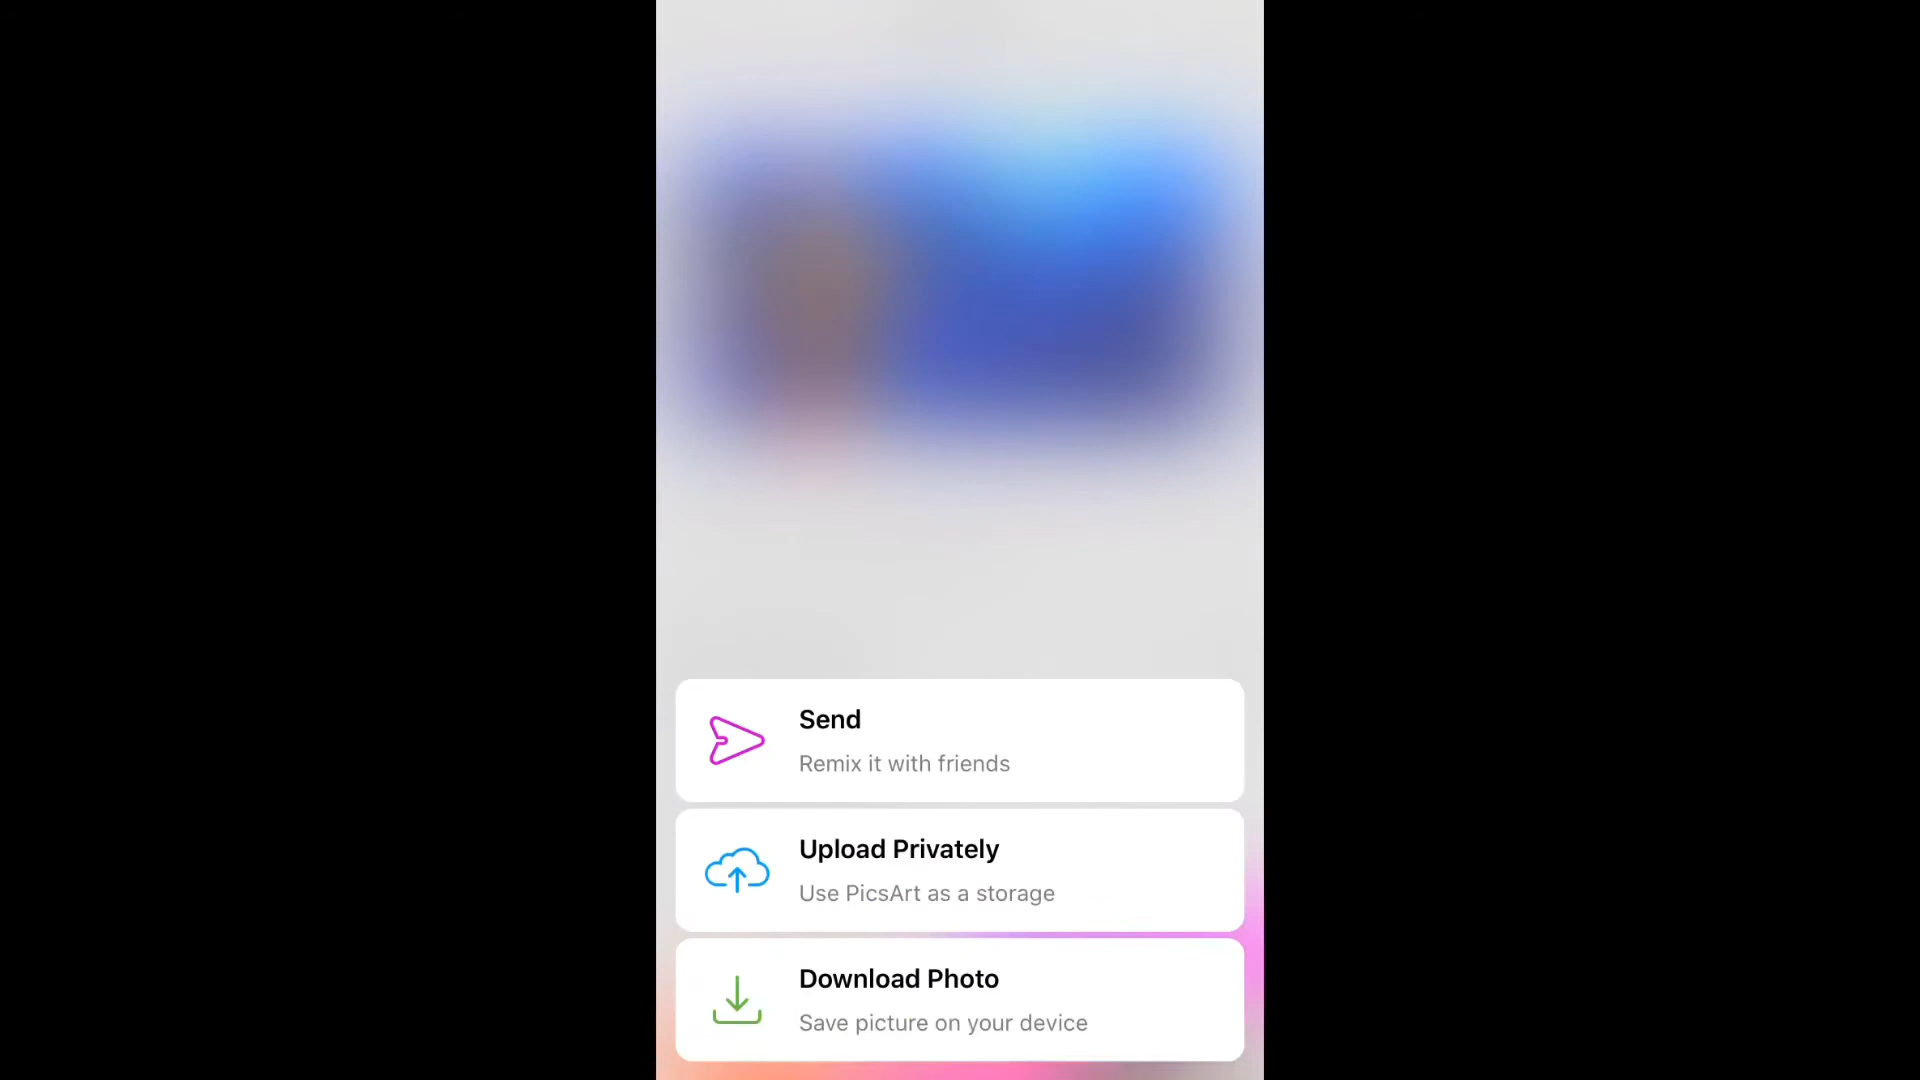 Send
Remix it with friends
Upload Privately
Use PicsArt as a storage
Download Photo
Save picture on your device